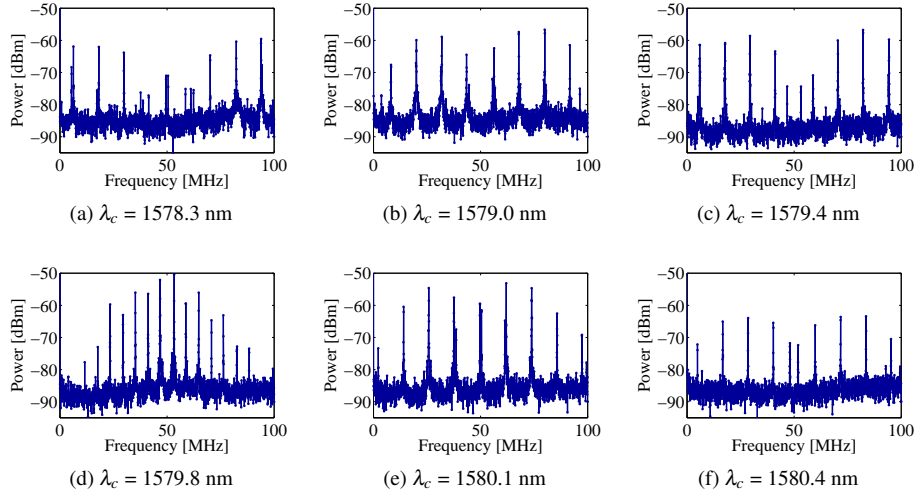 −50
−60
−70
−80
−90
Power [dBm]
0 50 100
Frequency [MHz]
(a) λc = 1578.3 nm
−50
−60
−70
−80
−90
Power [dBm]
0 50 100
Frequency [MHz]
(b) λc = 1579.0 nm
−50
−60
−70
−80
−90
Power [dBm]
0 50 100
Frequency [MHz]
(c) λc = 1579.4 nm
−50
−60
−70
−80
−90
Power [dBm]
0 50 100
Frequency [MHz]
(d) λc = 1579.8 nm
−50
−60
−70
−80
−90
Power [dBm]
0 50 100
Frequency [MHz]
(e) λc = 1580.1 nm
−50
−60
−70
−80
−90
Power [dBm]
0 50 100
Frequency [MHz]
(f) λc = 1580.4 nm